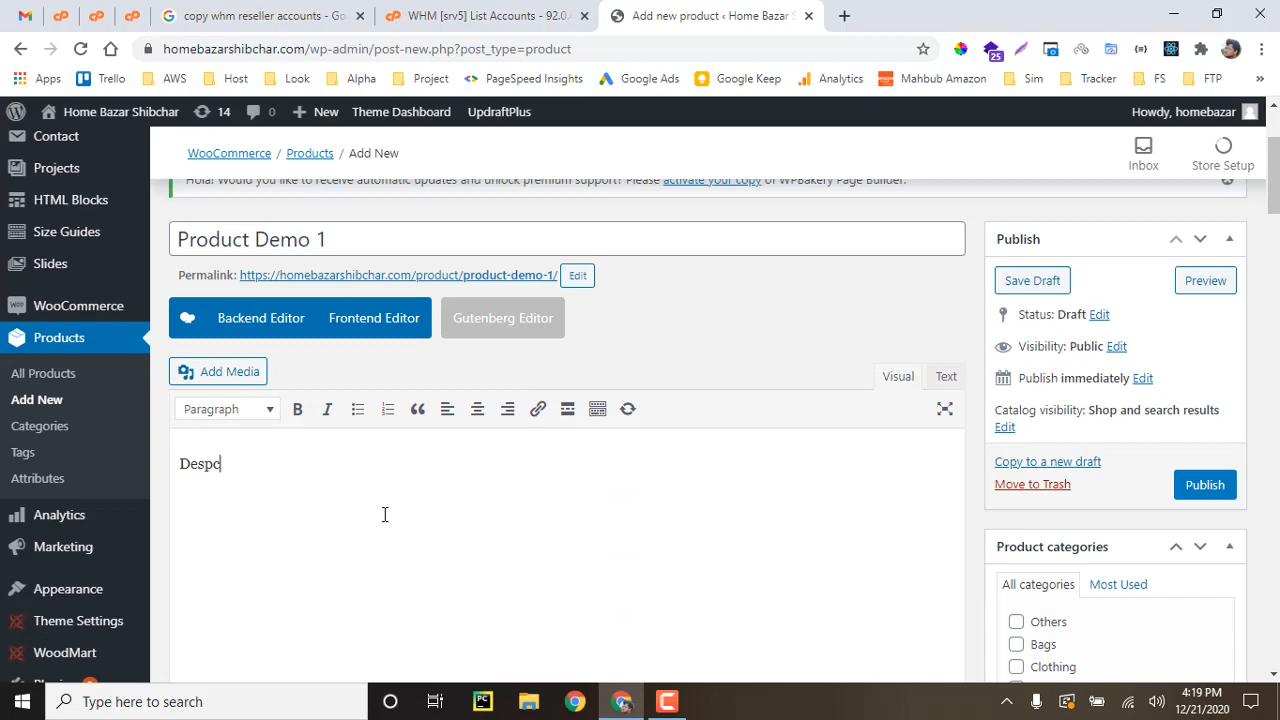 copy whm reseller accounts - Go
WHM [srv5] List Accounts - 92.0.
Add new product ‹ Home Bazar S
homebazarshibchar.com/wp-admin/post-new.php?post_type=product
25
Apps Trello AWS Host Look Alpha Project PageSpeed Insights Google Ads Google Keep Analytics Mahbub Amazon Sim Tracker FS FTP »
Home Bazar Shibchar 14 0 New Theme Dashboard UpdraftPlus Howdy, homebazar
Contact
Projects
HTML Blocks
Size Guides
Slides
WooCommerce
Products
All Products
Add New
Categories
Tags
Attributes
Analytics
Marketing
Appearance
Theme Settings
WoodMart
WooCommerce / Products / Add New
Inbox
Store Setup
Hola! Would you like to receive automatic updates and unlock premium support? Please activate your copy of WPBakery Page Builder.
Product Demo 1
Permalink: https://homebazarshibchar.com/product/product-demo-1/ Edit
Backend Editor Frontend Editor Gutenberg Editor
Add Media
Visual Text
Paragraph
Despc
Publish
Save Draft Preview
Status: Draft Edit
Visibility: Public Edit
Publish immediately Edit
Catalog visibility: Shop and search results
Edit
Copy to a new draft
Move to Trash
Publish
Product categories
All categories Most Used
Others
Bags
Clothing
Type here to search
PC
4:19 PM
12/21/2020